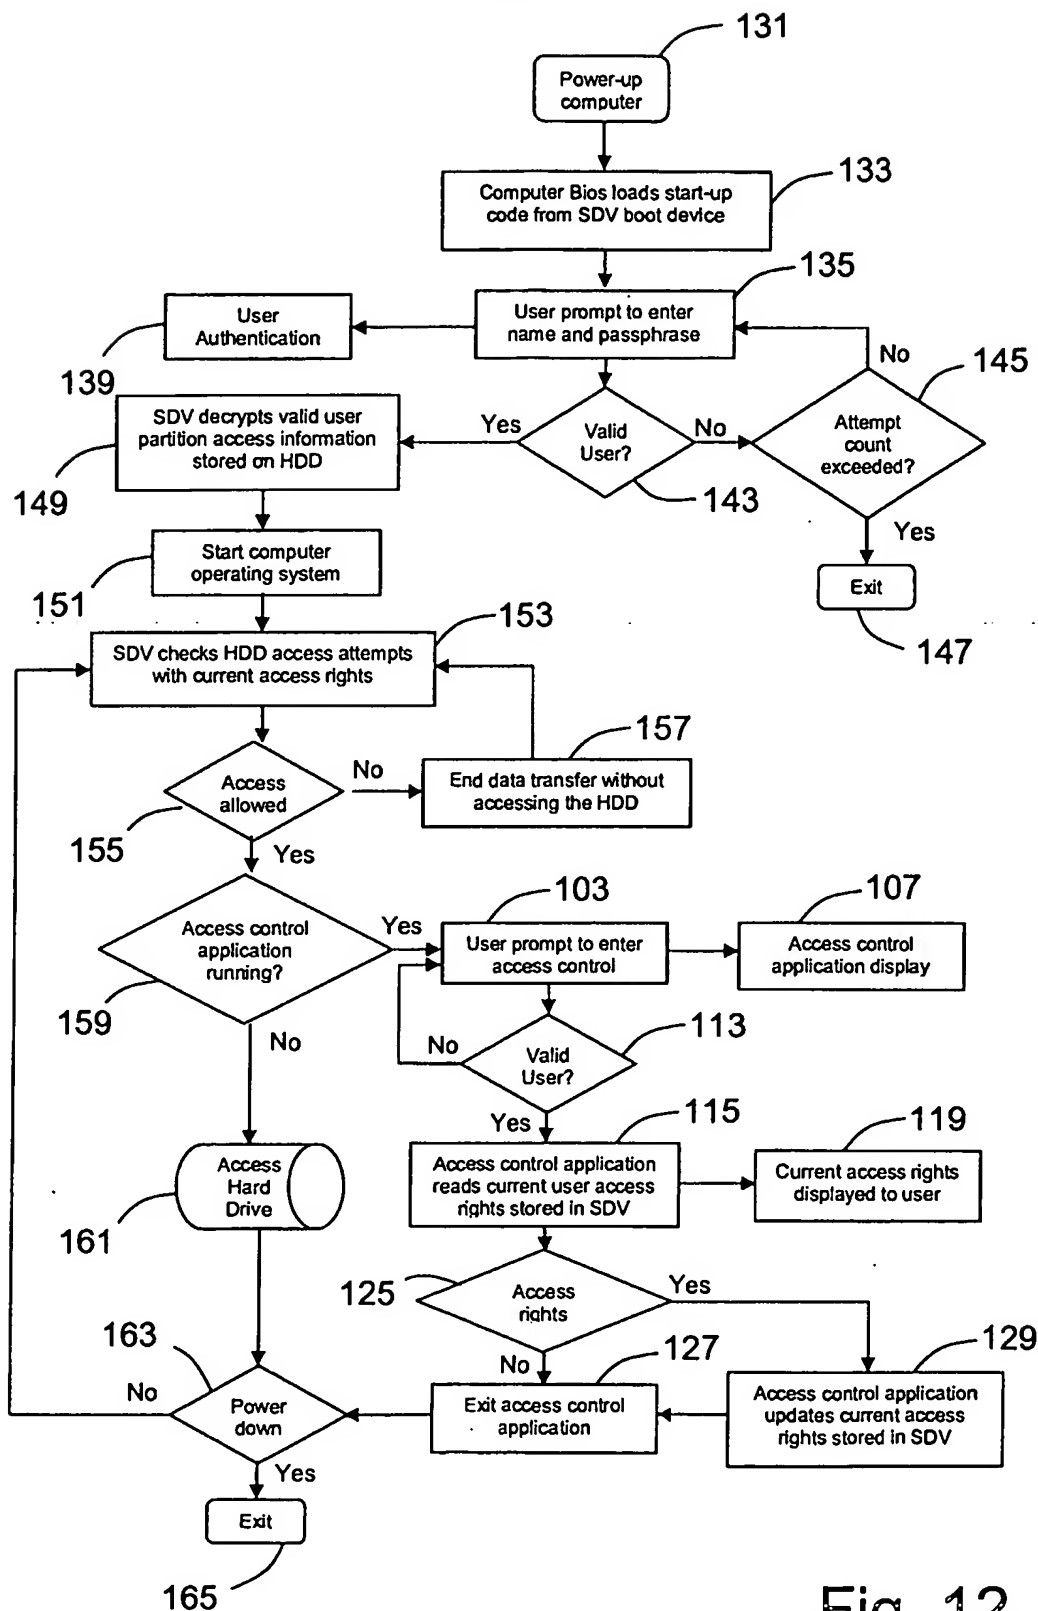 131
Power-up
computer
133
Computer Bios loads start-up
code from SDV boot device
135
User prompt to enter
name and passphrase
User
Authentication
139
No
145
SDV decrypts valid user
partition access information
stored on HDD
149
Yes
Valid
User?
143
No
Attempt
count
exceeded?
Yes
Exit
147
Start computer
operating system
151
153
SDV checks HDD access attempts
with current access rights
157
Access
allowed
155
No
End data transfer without
accessing the HDD
Yes
103
107
Access control
application
running?
159
Yes
User prompt to enter
access control
Access control
application display
No
113
No
Valid
User?
Yes
115
119
Access
Hard
Drive
161
Access control application
reads current user access
rights stored in SDV
Current access rights
displayed to user
125
Access
rights
Yes
No
163
127
129
No
Power
down
Exit access control
application
Access control application
updates current access
rights stored in SDV
Yes
Exit
165
Fig. 12